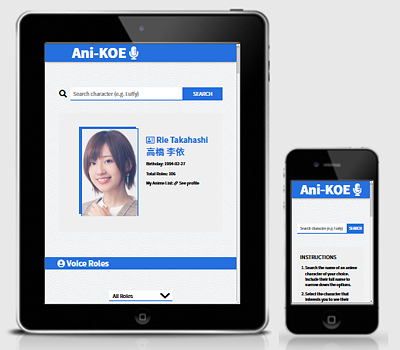 Ani-KOE
Search character (e.g. Luffy)
SEARCH
Rie Takahashi
高橋 李依
Birthday: 1994-02-27
Total Roles: 306
My Anime List: See profile
Voice Roles
All Roles
Ani-KOE
Search character (e.g. Luffy)
SEARCH
INSTRUCTIONS
1. Search the name of an anime
character of your choice.
Include their full name to
narrow down the options.
2. Select the character that
interests you to see their